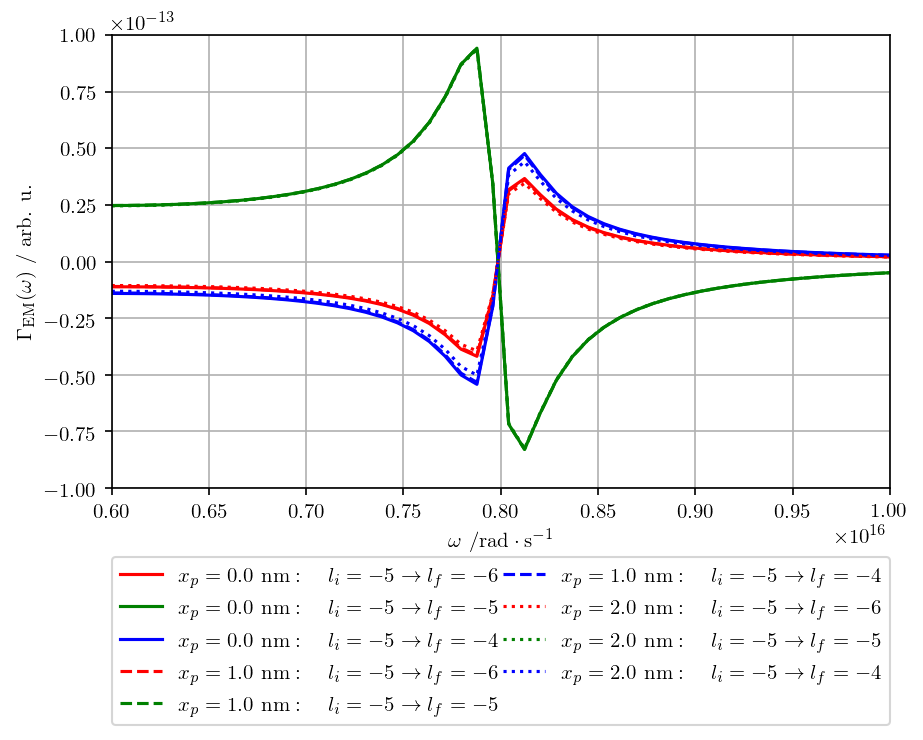 ×10⁻¹³
1.00
0.75
0.50
0.25
0.00
−0.25
−0.50
−0.75
−1.00
Γ_EM(ω) / arb. u.
0.60 0.65 0.70 0.75 0.80 0.85 0.90 0.95 1.00
×10¹⁶
ω /rad · s⁻¹
x_p = 0.0 nm : l_i = −5 → l_f = −6
x_p = 0.0 nm : l_i = −5 → l_f = −5
x_p = 0.0 nm : l_i = −5 → l_f = −4
x_p = 1.0 nm : l_i = −5 → l_f = −6
x_p = 1.0 nm : l_i = −5 → l_f = −5
x_p = 1.0 nm : l_i = −5 → l_f = −4
x_p = 2.0 nm : l_i = −5 → l_f = −6
x_p = 2.0 nm : l_i = −5 → l_f = −5
x_p = 2.0 nm : l_i = −5 → l_f = −4